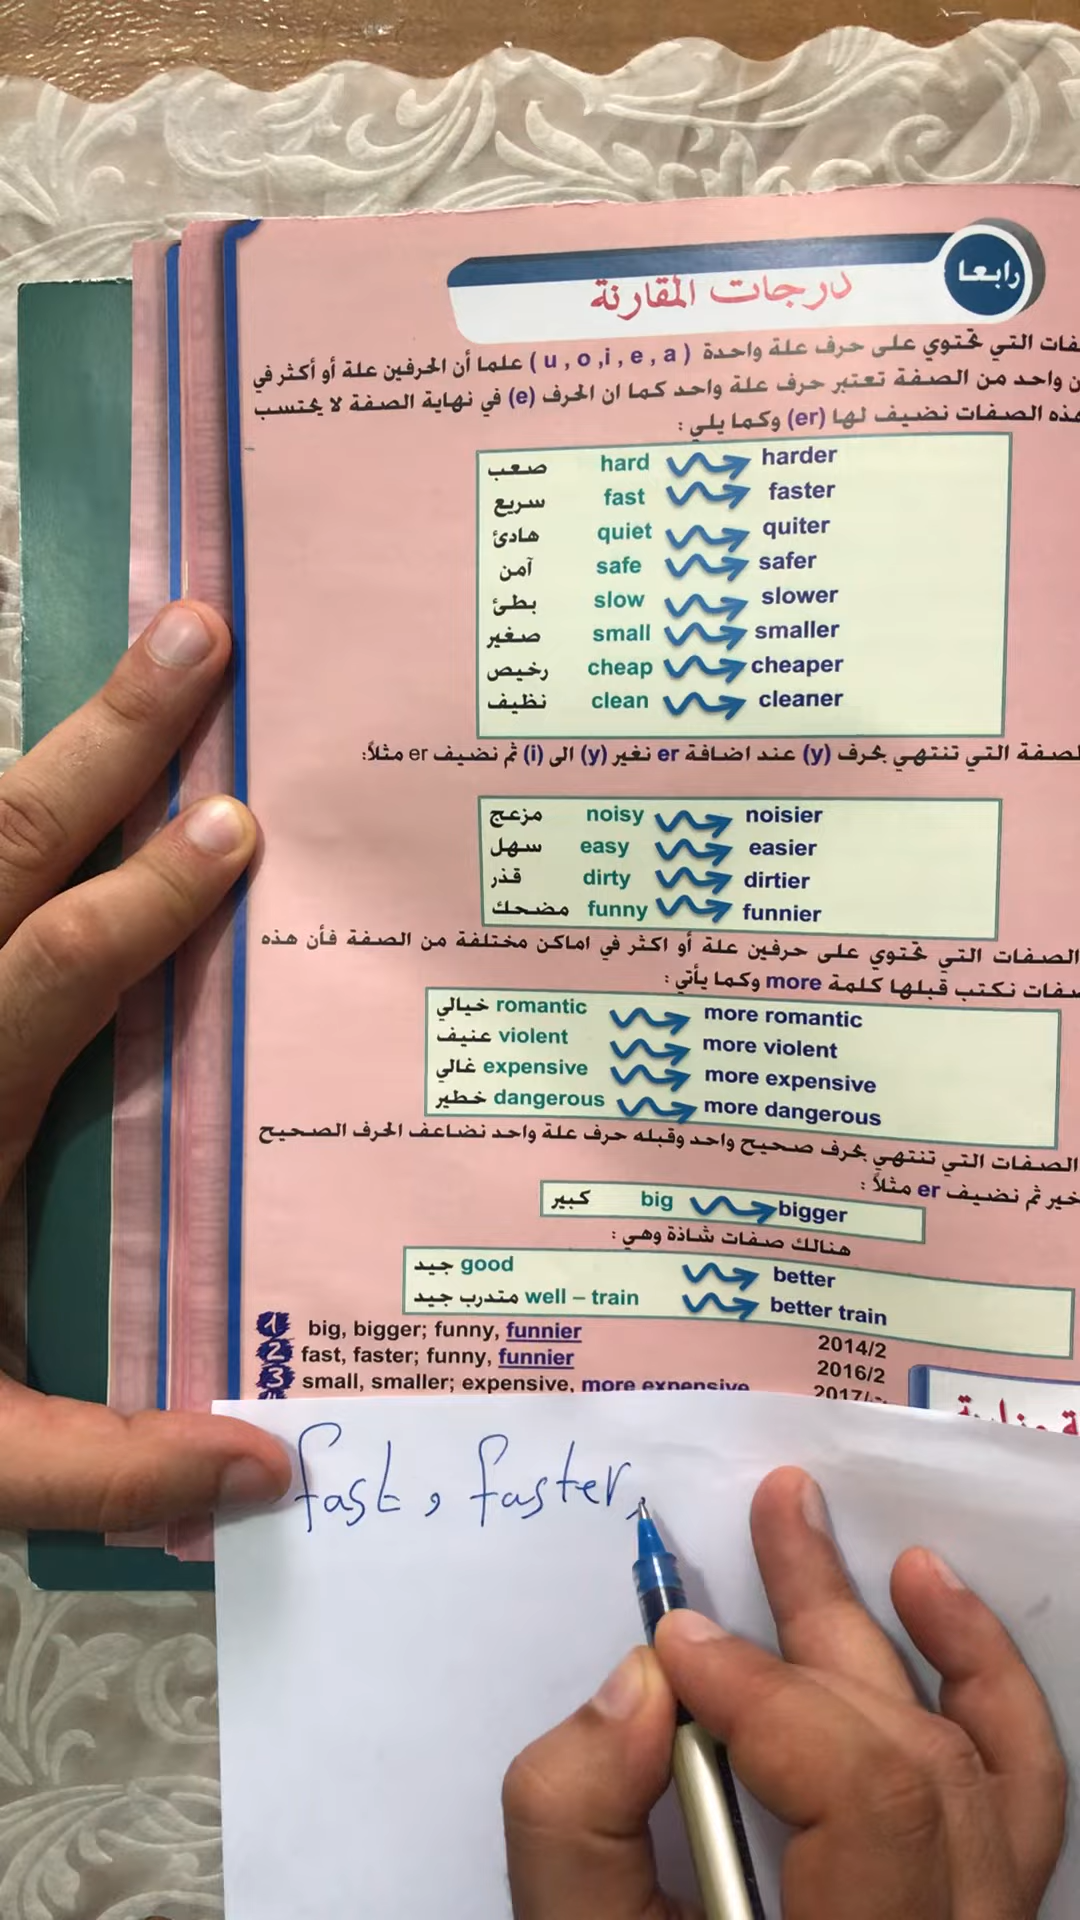 رابعا
درجات المقارنة
التي تحتوي على حرف علة واحدة ( u , o ,i , e , a ) علما أن الحرفين علة أو أكثر في
واحد من الصفة تعتبر حرف علة واحد كما ان الحرف (e) في نهاية الصفة لا يحتسب
هذه الصفات نضيف لها (er) وكما يلي :
صعب hard harder
سريع fast faster
هادئ quiet quiter
آمن safe safer
بطئ slow slower
صغير small smaller
رخيص cheap cheaper
نظيف clean cleaner
الصفة التي تنتهي بحرف (y) عند اضافة er نغير (y) الى (i) ثم نضيف er مثلاً:
مزعج noisy noisier
سهل easy easier
قذر dirty dirtier
مضحك funny funnier
الصفات التي تحتوي على حرفين علة أو اكثر في اماكن مختلفة من الصفة فأن هذه
نكتب قبلها كلمة more وكما يأتي :
خيالي romantic more romantic
عنيف violent more violent
غالي expensive more expensive
خطير dangerous more dangerous
الصفات التي تنتهي بحرف صحيح واحد وقبله حرف علة واحد نضاعف الحرف الصحيح
ثم نضيف er مثلاً :
كبير big bigger
هنالك صفات شاذة وهي :
جيد good better
متدرب جيد well – train better train
1 big, bigger; funny, funnier 2014/2
2 fast, faster; funny, funnier 2016/2
3 small, smaller; expensive, more expensive 2017/
fast, faster,